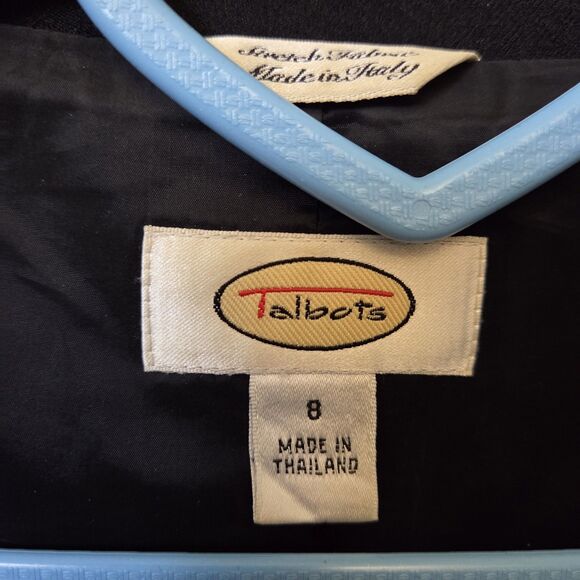 Stretch Fabric
Made in Italy
Talbots
8
MADE IN
THAILAND